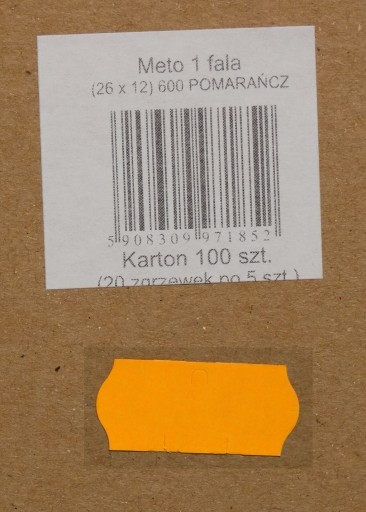 Meto 1 fala
(26 x 12) 600 POMARAŃCZ
5 908309 971852
Karton 100 szt.
(20 zgrzewek po 5 szt.)